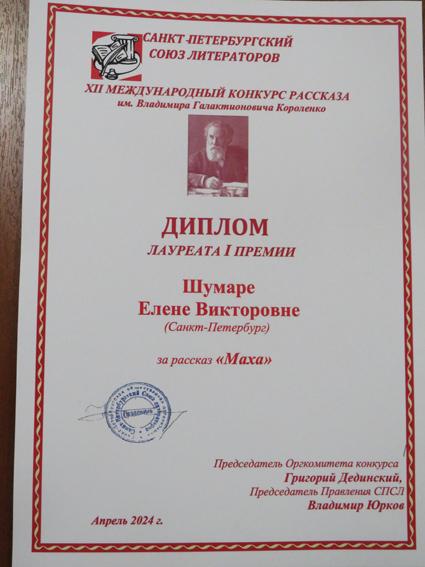 САНКТ-ПЕТЕРБУРГСКИЙ
СОЮЗ ЛИТЕРАТОРОВ
XII МЕЖДУНАРОДНЫЙ КОНКУРС РАССКАЗА
им. Владимира Галактионовича Короленко
ДИПЛОМ
ЛАУРЕАТА I ПРЕМИИ
Шумаре
Елене Викторовне
(Санкт-Петербург)
за рассказ «Маха»
Председатель Оргкомитета конкурса
Григорий Дединский,
Председатель Правления СПСЛ
Владимир Юрков
Апрель 2024 г.